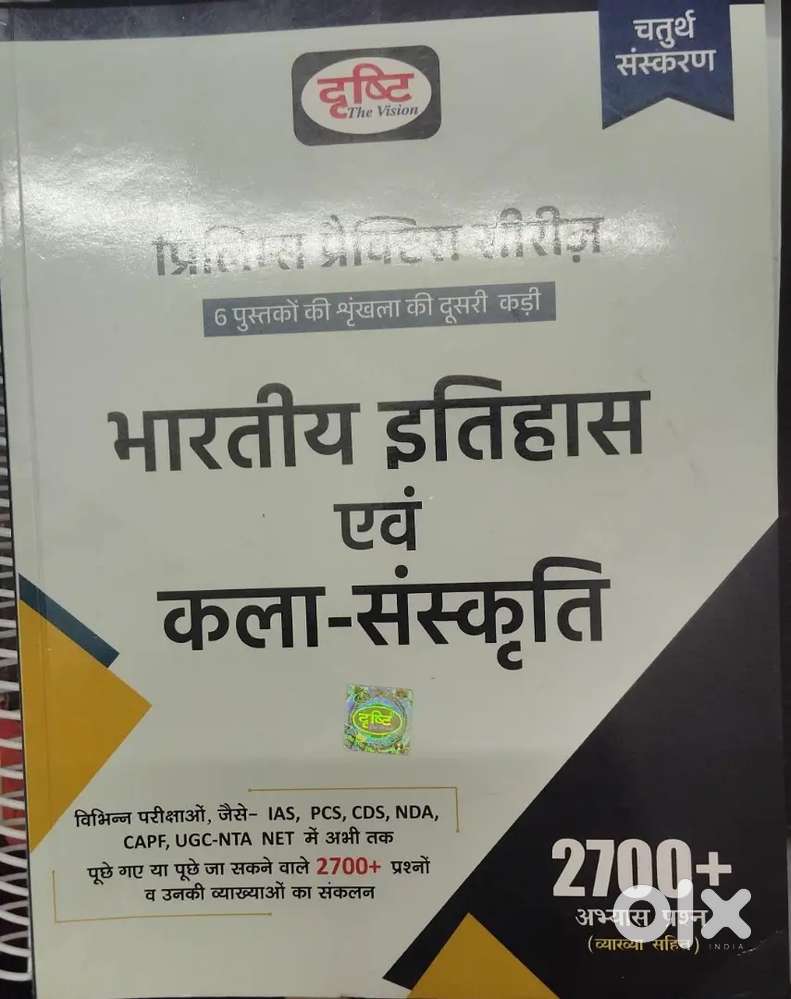 चतुर्थ
संस्करण
दृष्टि
The Vision
प्रिलिम्स प्रैक्टिस सीरीज़
6 पुस्तकों की शृंखला की दूसरी कड़ी
भारतीय इतिहास
एवं
कला-संस्कृति
दृष्टि
विभिन्न परीक्षाओं, जैसे- IAS, PCS, CDS, NDA,
CAPF, UGC-NTA NET में अभी तक
पूछे गए या पूछे जा सकने वाले 2700+ प्रश्नों
व उनकी व्याख्याओं का संकलन
2700+
अभ्यास प्रश्न
(व्याख्या सहित)
olx
INDIA